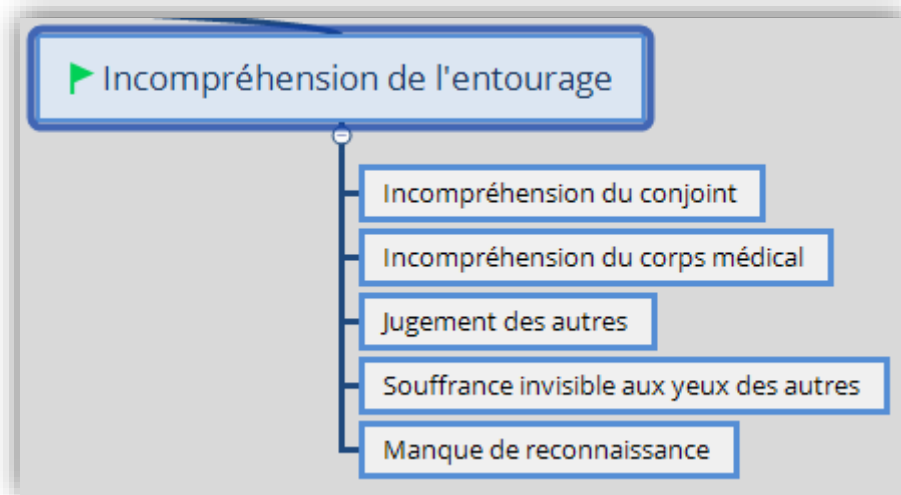 Incompréhension de l'entourage
Incompréhension du conjoint
Incompréhension du corps médical
Jugement des autres
Souffrance invisible aux yeux des autres
Manque de reconnaissance